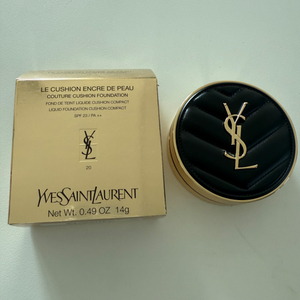 LE CUSHION ENCRE DE PEAU
COUTURE CUSHION FOUNDATION
FOND DE TEINT LIQUIDE CUSHION COMPACT
LIQUID FOUNDATION CUSHION COMPACT
SPF 23 / PA ++
YSL
20
YVESSAINTLAURENT
Net Wt. 0.49 OZ 14g
YSL